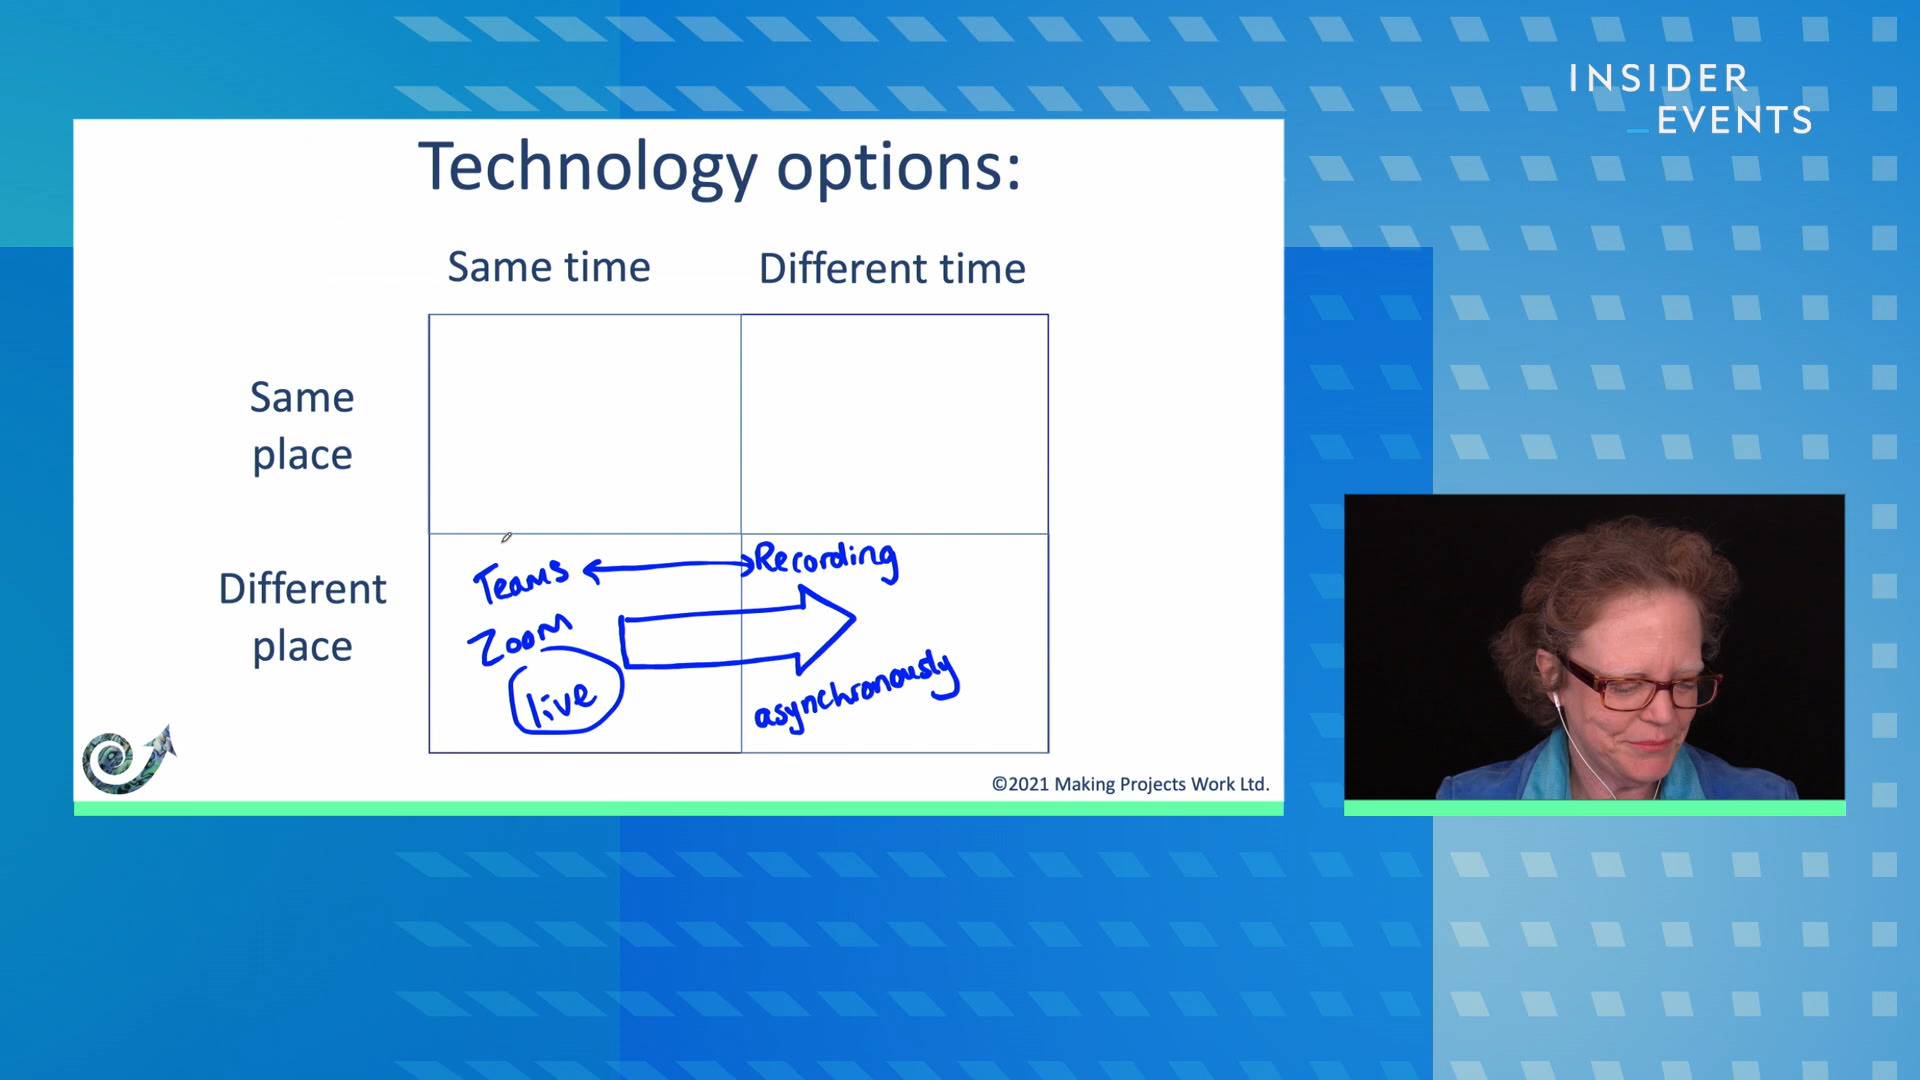 INSIDER
_EVENTS
Technology options:
Same time
Different time
Same
place
Different
place
Teams
Recording
Zoom
live
asynchronously
©2021 Making Projects Work Ltd.